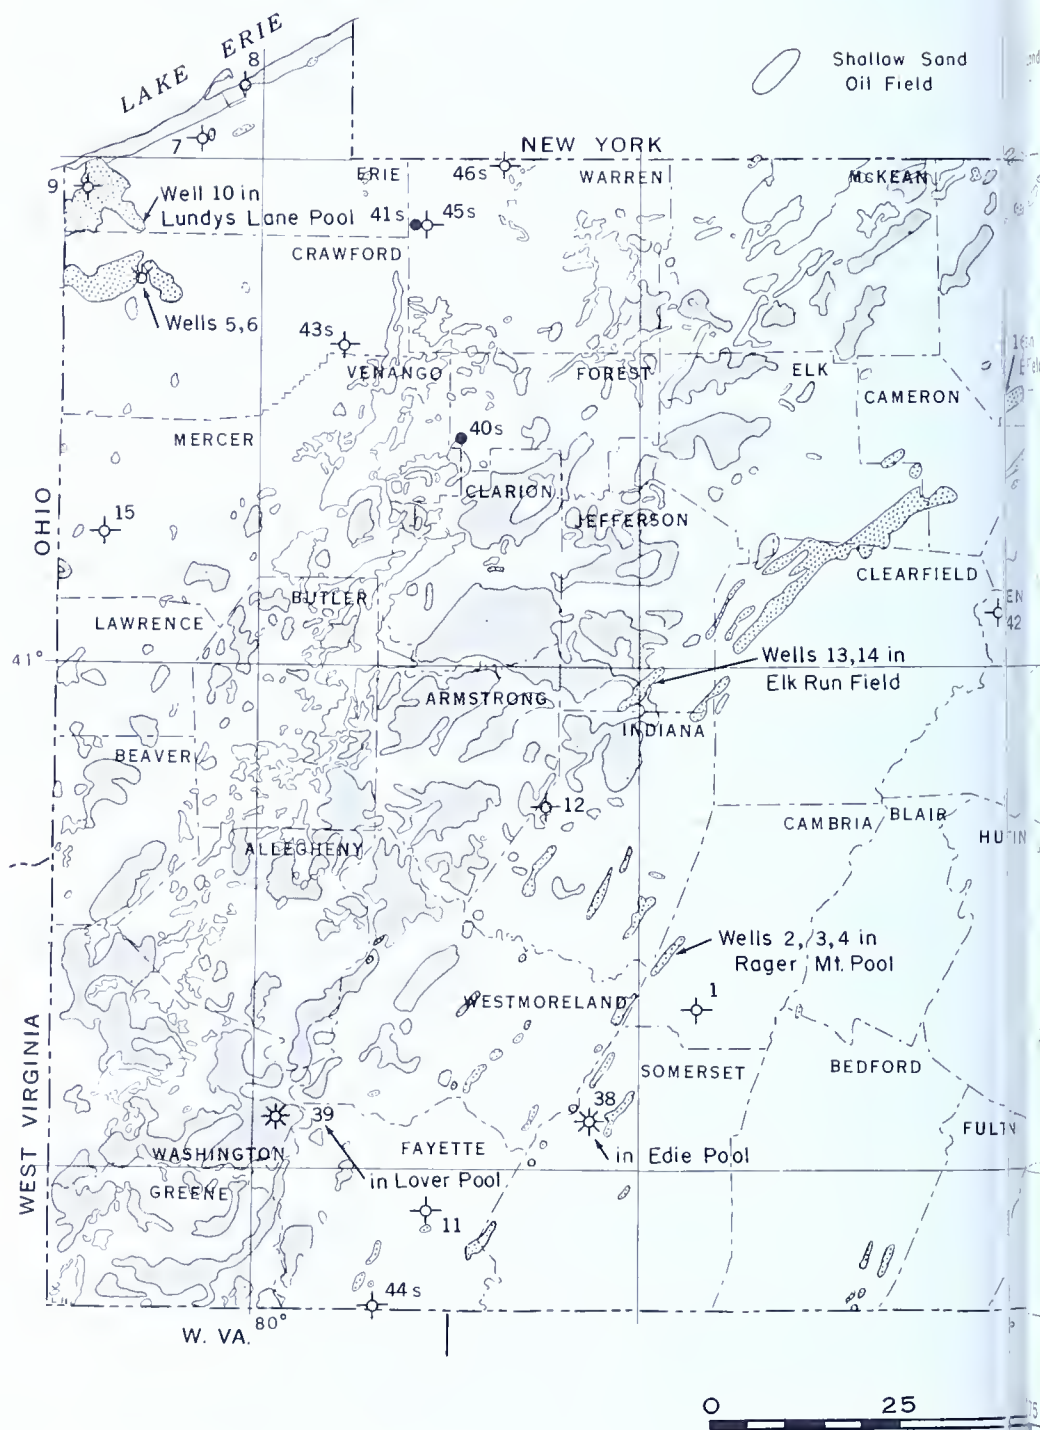 LAKE ERIE
8
Shallow Sand
Oil Field
7
NEW YORK
9
ERIE
46s
WARREN
McKEAN
Well 10 in
Lundys Lane Pool
41s
45s
CRAWFORD
Wells 5,6
43s
VENANGO
FOREST
ELK
CAMERON
MERCER
40s
CLARION
15
JEFFERSON
OHIO
CLEARFIELD
BUTLER
LAWRENCE
42
41°
Wells 13,14 in
Elk Run Field
ARMSTRONG
INDIANA
BEAVER
12
CAMBRIA
BLAIR
ALLEGHENY
Wells 2, 3,4 in
Rager Mt. Pool
WESTMORELAND
1
WEST VIRGINIA
SOMERSET
BEDFORD
38
39
FAYETTE
WASHINGTON
in Edie Pool
GREENE
in Lover Pool
11
44s
80°
W. VA.
0 25